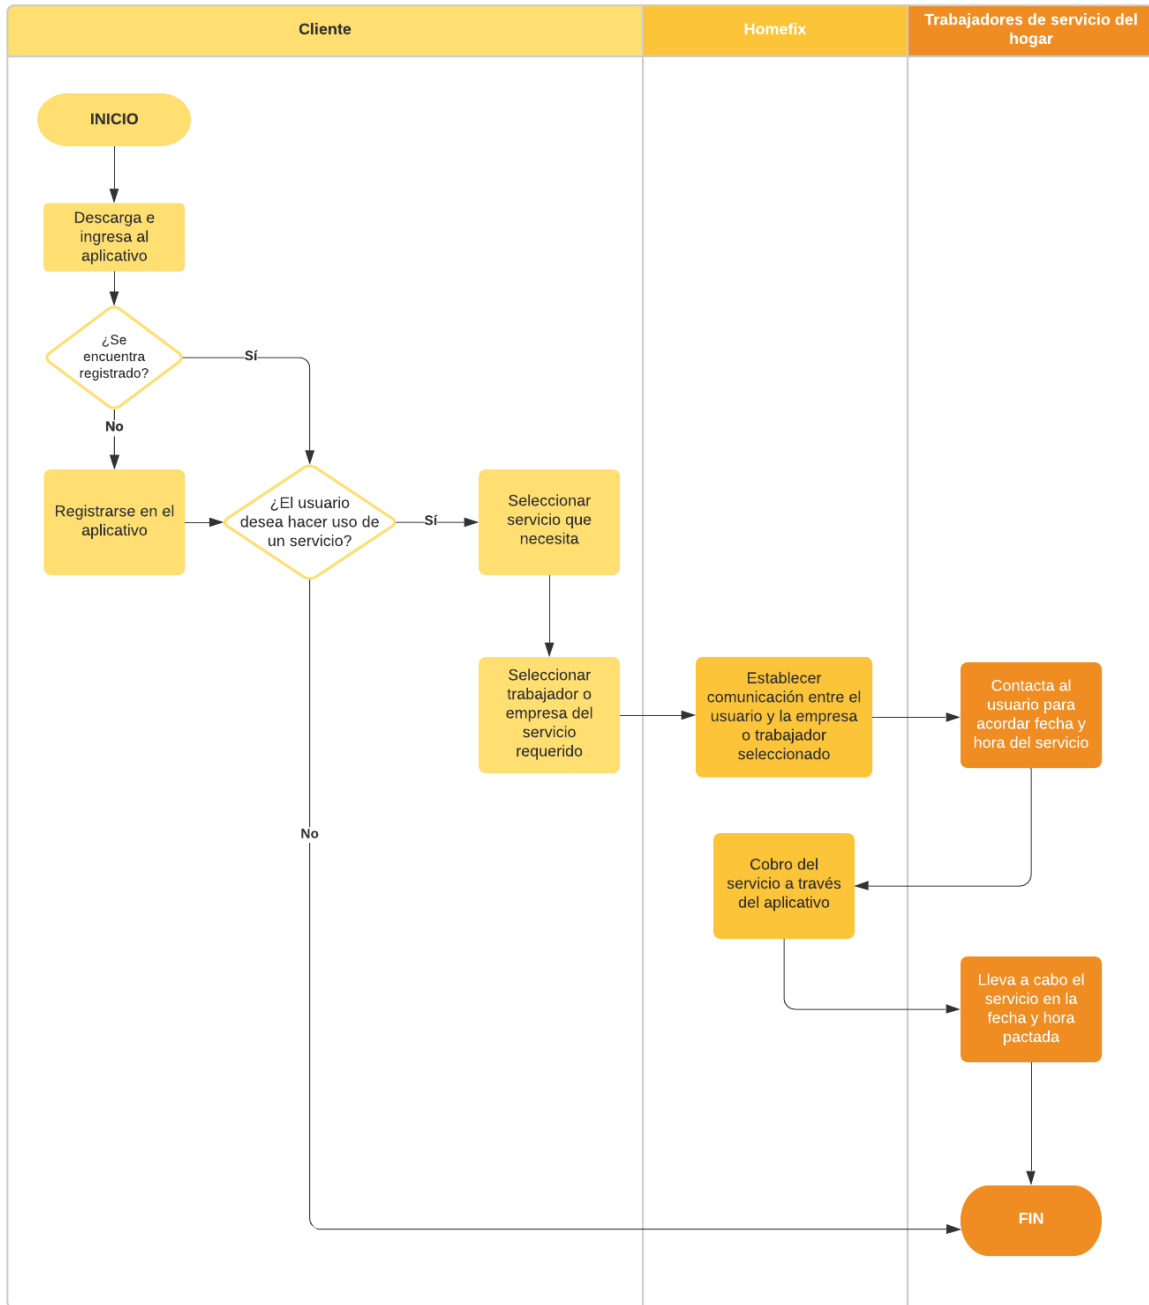 Cliente
Homefix
Trabajadores de servicio del
hogar
INICIO
Descarga e
ingresa al
aplicativo
¿Se
encuentra
registrado?
Sí
No
Registrarse en el
aplicativo
¿El usuario
desea hacer uso de
un servicio?
Sí
Seleccionar
servicio que
necesita
Seleccionar
trabajador o
empresa del
servicio
requerido
Establecer
comunicación entre el
usuario y la empresa
o trabajador
seleccionado
Contacta al
usuario para
acordar fecha y
hora del servicio
No
Cobro del
servicio a través
del aplicativo
Lleva a cabo el
servicio en la
fecha y hora
pactada
FIN